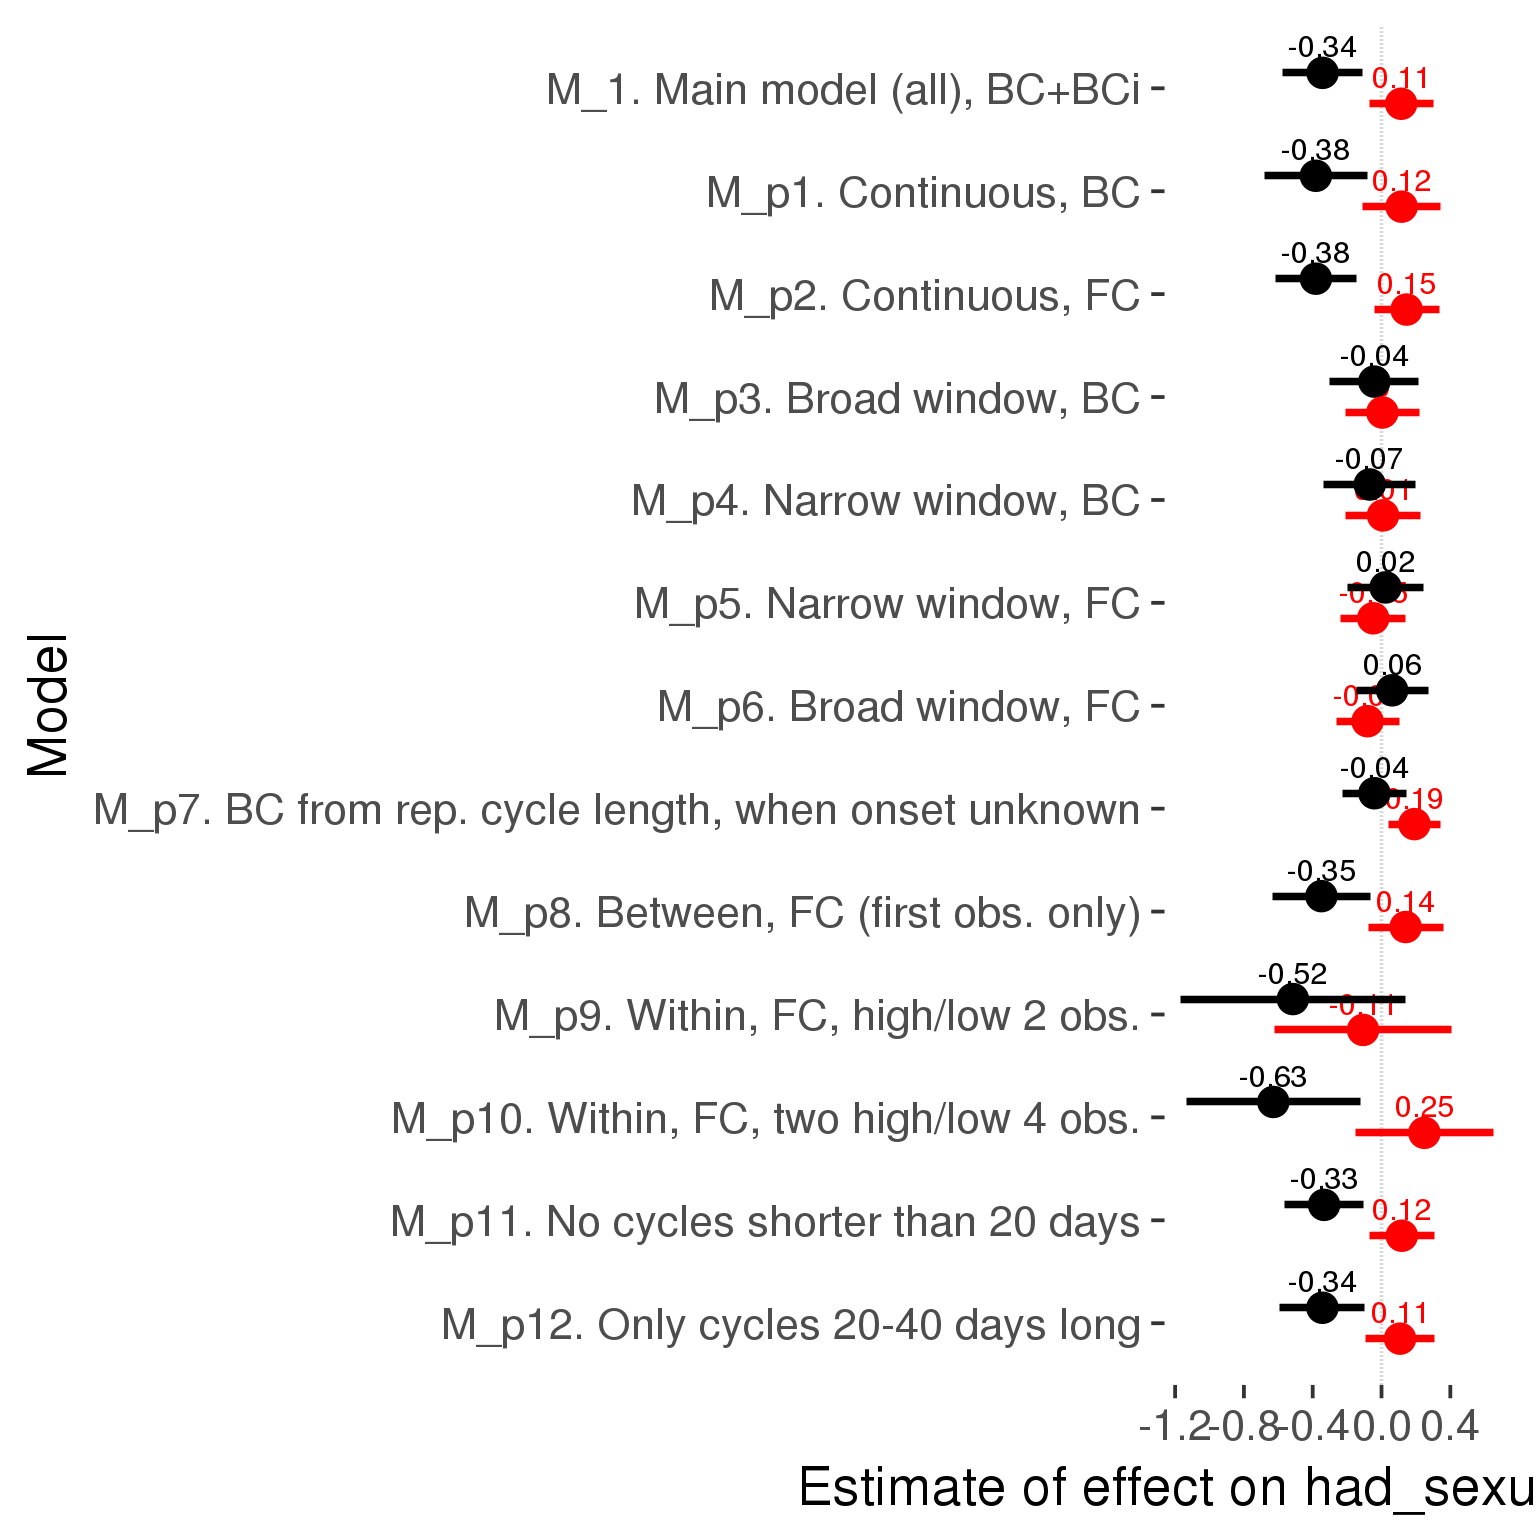 -0.34
M_1. Main model (all), BC+BCi
0.11
-0.38
M_p1. Continuous, BC
0.12
-0.38
M_p2. Continuous, FC
0.15
-0.04
M_p3. Broad window, BC
-0.07
M_p4. Narrow window, BC
0.02
M_p5. Narrow window, FC
0.06
M_p6. Broad window, FC
-0.04
M_p7. BC from rep. cycle length, when onset unknown
0.19
-0.35
M_p8. Between, FC (first obs. only)
0.14
-0.52
M_p9. Within, FC, high/low 2 obs.
-0.11
-0.63
M_p10. Within, FC, two high/low 4 obs.
0.25
-0.33
M_p11. No cycles shorter than 20 days
0.12
-0.34
M_p12. Only cycles 20-40 days long
0.11
Model
-1.2 -0.8 -0.4 0.0 0.4
Estimate of effect on had_sexu